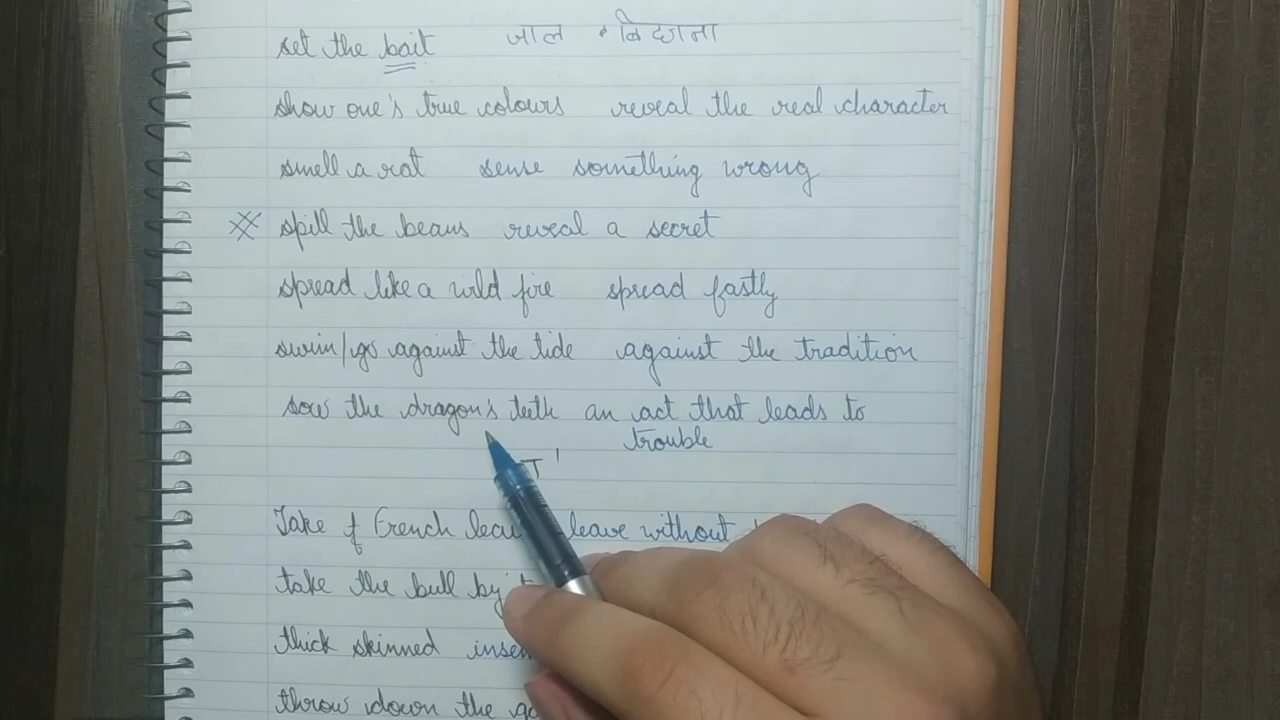 set the bait जाल बिछाना
show one's true colours reveal the real character
smell a rat sense something wrong
spill the beans reveal a secret
spread like a wild fire spread fastly
swim/go against the tide against the tradition
sow the dragon's teeth an act that leads to
trouble
Take French leave without
take the bull by
thick skinned
throw down the